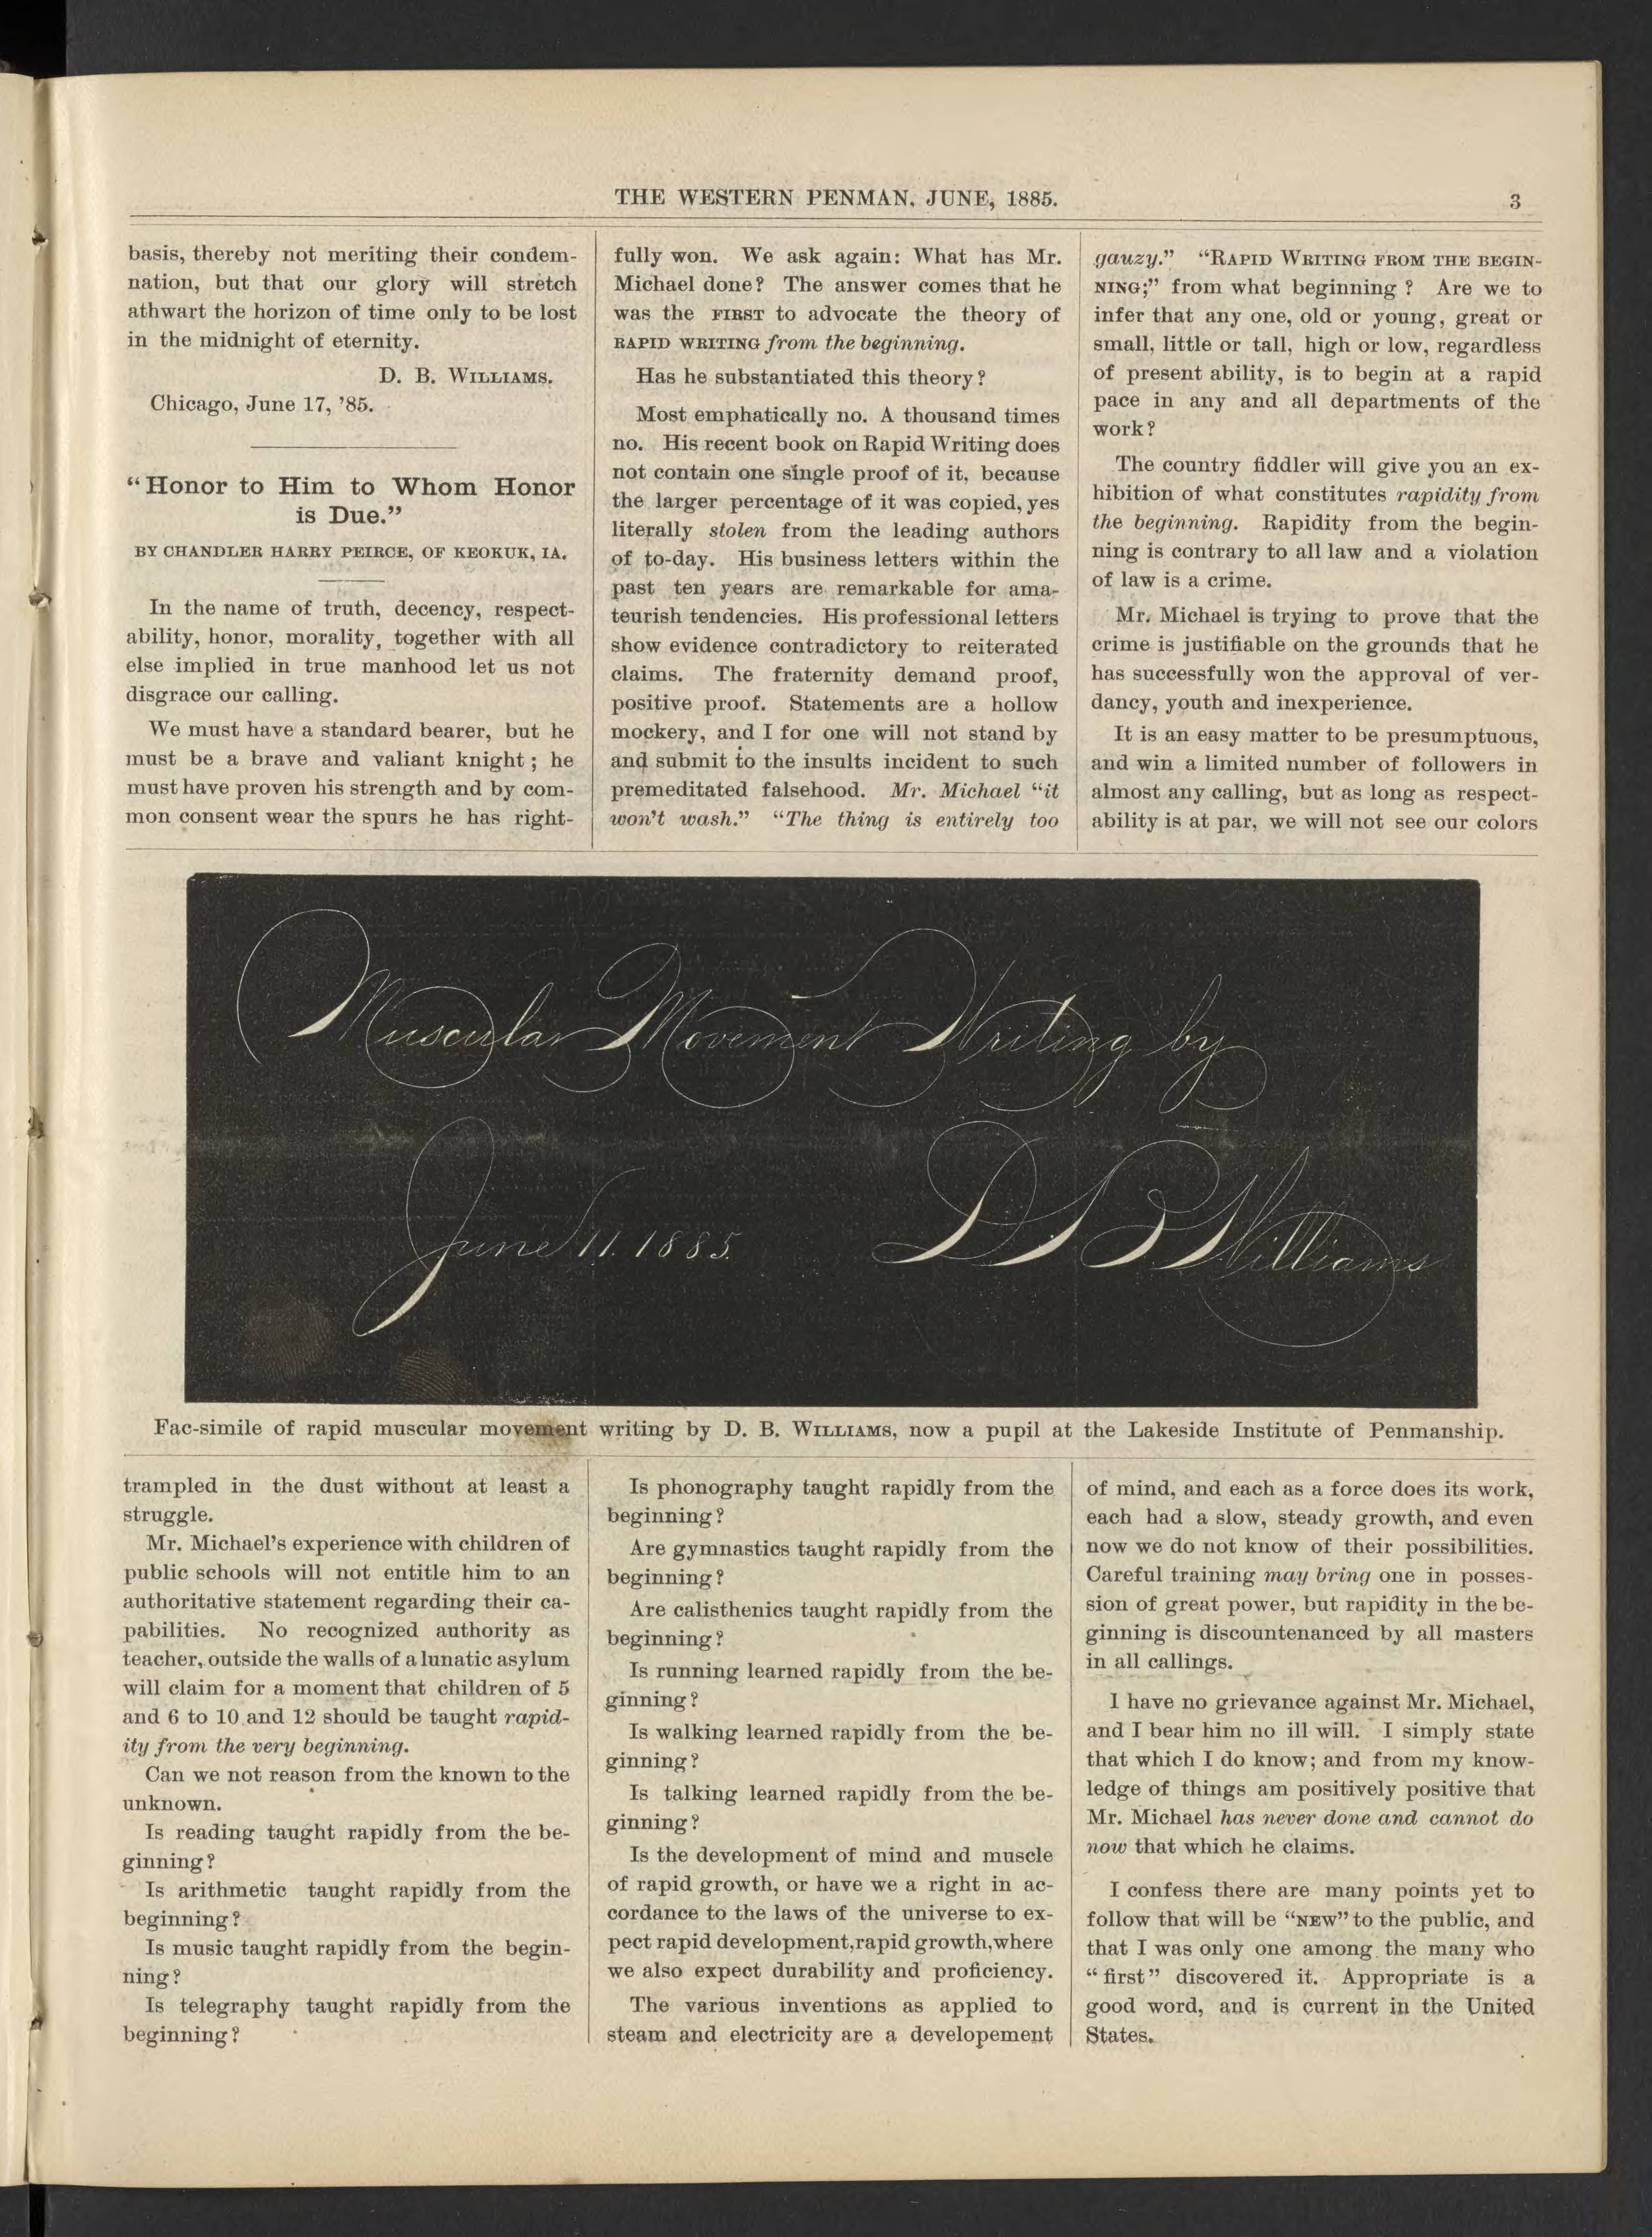 THE WESTERN PENMAN, JUNE, 1885.
3
basis, thereby not meriting their condem-
nation, but that our glory will stretch
athwart the horizon of time only to be lost
in the midnight of eternity.
D. B. WILLIAMS.
Chicago, June 17, '85.
“Honor to Him to Whom Honor
is Due.”
BY CHANDLER HARRY PEIRCE, OF KEOKUK, IA.
In the name of truth, decency, respect-
ability, honor, morality, together with all
else implied in true manhood let us not
disgrace our calling.
We must have a standard bearer, but he
must be a brave and valiant knight; he
must have proven his strength and by com-
mon consent wear the spurs he has right-
fully won. We ask again: What has Mr.
Michael done? The answer comes that he
was the FIRST to advocate the theory of
RAPID WRITING from the beginning.
Has he substantiated this theory?
Most emphatically no. A thousand times
no. His recent book on Rapid Writing does
not contain one single proof of it, because
the larger percentage of it was copied, yes
literally stolen from the leading authors
of to-day. His business letters within the
past ten years are remarkable for ama-
teurish tendencies. His professional letters
show evidence contradictory to reiterated
claims. The fraternity demand proof,
positive proof. Statements are a hollow
mockery, and I for one will not stand by
and submit to the insults incident to such
premeditated falsehood. Mr. Michael “it
won't wash.” “The thing is entirely too
gauzy.” “RAPID WRITING FROM THE BEGIN-
NING;” from what beginning? Are we to
infer that any one, old or young, great or
small, little or tall, high or low, regardless
of present ability, is to begin at a rapid
pace in any and all departments of the
work?
The country fiddler will give you an ex-
hibition of what constitutes rapidity from
the beginning. Rapidity from the begin-
ning is contrary to all law and a violation
of law is a crime.
Mr. Michael is trying to prove that the
crime is justifiable on the grounds that he
has successfully won the approval of ver-
dancy, youth and inexperience.
It is an easy matter to be presumptuous,
and win a limited number of followers in
almost any calling, but as long as respect-
ability is at par, we will not see our colors
Muscular Movement Writing by
June 11. 1885.
D B Williams
Fac-simile of rapid muscular movement writing by D. B. WILLIAMS, now a pupil at the Lakeside Institute of Penmanship.
trampled in the dust without at least a
struggle.
Mr. Michael's experience with children of
public schools will not entitle him to an
authoritative statement regarding their ca-
pabilities. No recognized authority as
teacher, outside the walls of a lunatic asylum
will claim for a moment that children of 5
and 6 to 10 and 12 should be taught rapid-
ity from the very beginning.
Can we not reason from the known to the
unknown.
Is reading taught rapidly from the be-
ginning?
Is arithmetic taught rapidly from the
beginning?
Is music taught rapidly from the begin-
ning?
Is telegraphy taught rapidly from the
beginning?
Is phonography taught rapidly from the
beginning?
Are gymnastics taught rapidly from the
beginning?
Are calisthenics taught rapidly from the
beginning?
Is running learned rapidly from the be-
ginning?
Is walking learned rapidly from the be-
ginning?
Is talking learned rapidly from the be-
ginning?
Is the development of mind and muscle
of rapid growth, or have we a right in ac-
cordance to the laws of the universe to ex-
pect rapid development, rapid growth, where
we also expect durability and proficiency.
The various inventions as applied to
steam and electricity are a developement
of mind, and each as a force does its work,
each had a slow, steady growth, and even
now we do not know of their possibilities.
Careful training may bring one in posses-
sion of great power, but rapidity in the be-
ginning is discountenanced by all masters
in all callings.
I have no grievance against Mr. Michael,
and I bear him no ill will. I simply state
that which I do know; and from my know-
ledge of things am positively positive that
Mr. Michael has never done and cannot do
now that which he claims.
I confess there are many points yet to
follow that will be “NEW” to the public, and
that I was only one among the many who
“first” discovered it. Appropriate is a
good word, and is current in the United
States.